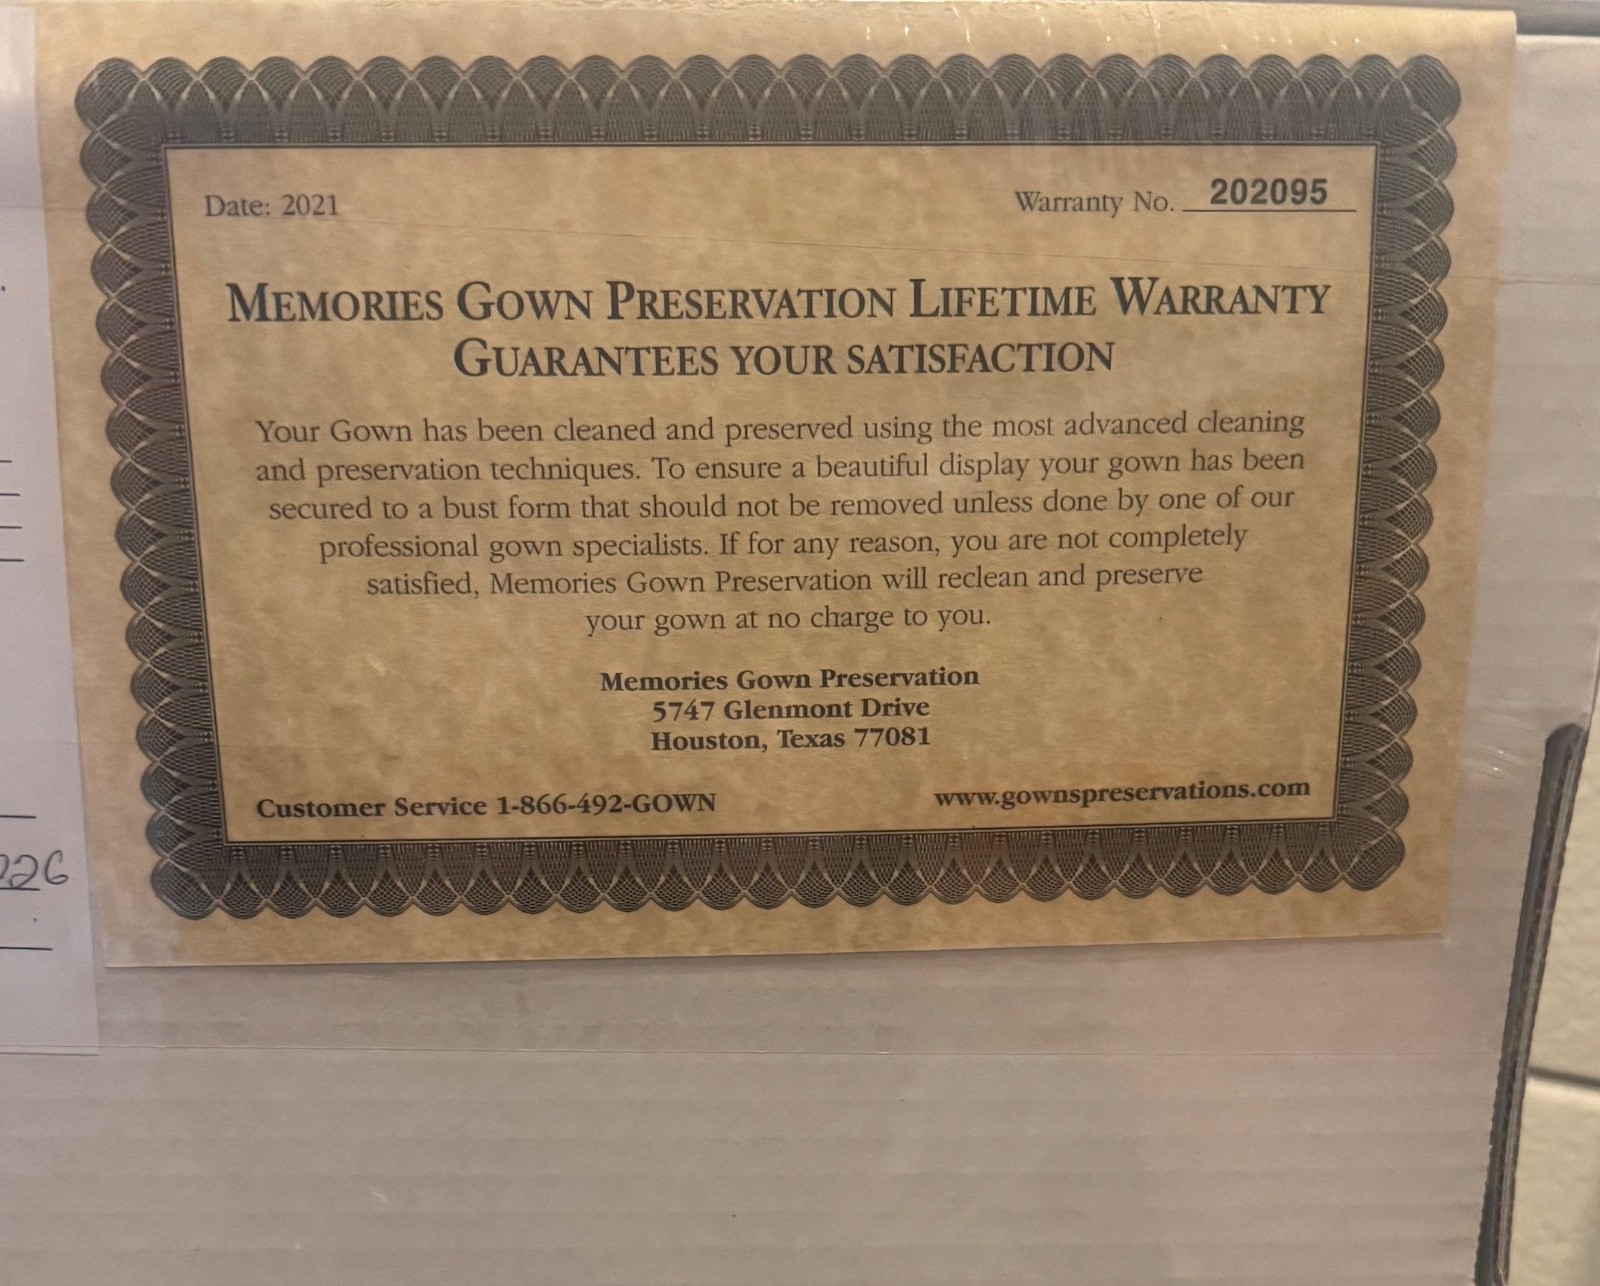 Date: 2021
Warranty No. 202095
MEMORIES GOWN PRESERVATION LIFETIME WARRANTY
GUARANTEES YOUR SATISFACTION
Your Gown has been cleaned and preserved using the most advanced cleaning
and preservation techniques. To ensure a beautiful display your gown has been
secured to a bust form that should not be removed unless done by one of our
professional gown specialists. If for any reason, you are not completely
satisfied, Memories Gown Preservation will reclean and preserve
your gown at no charge to you.
Memories Gown Preservation
5747 Glenmont Drive
Houston, Texas 77081
Customer Service 1-866-492-GOWN
www.gownspreservations.com